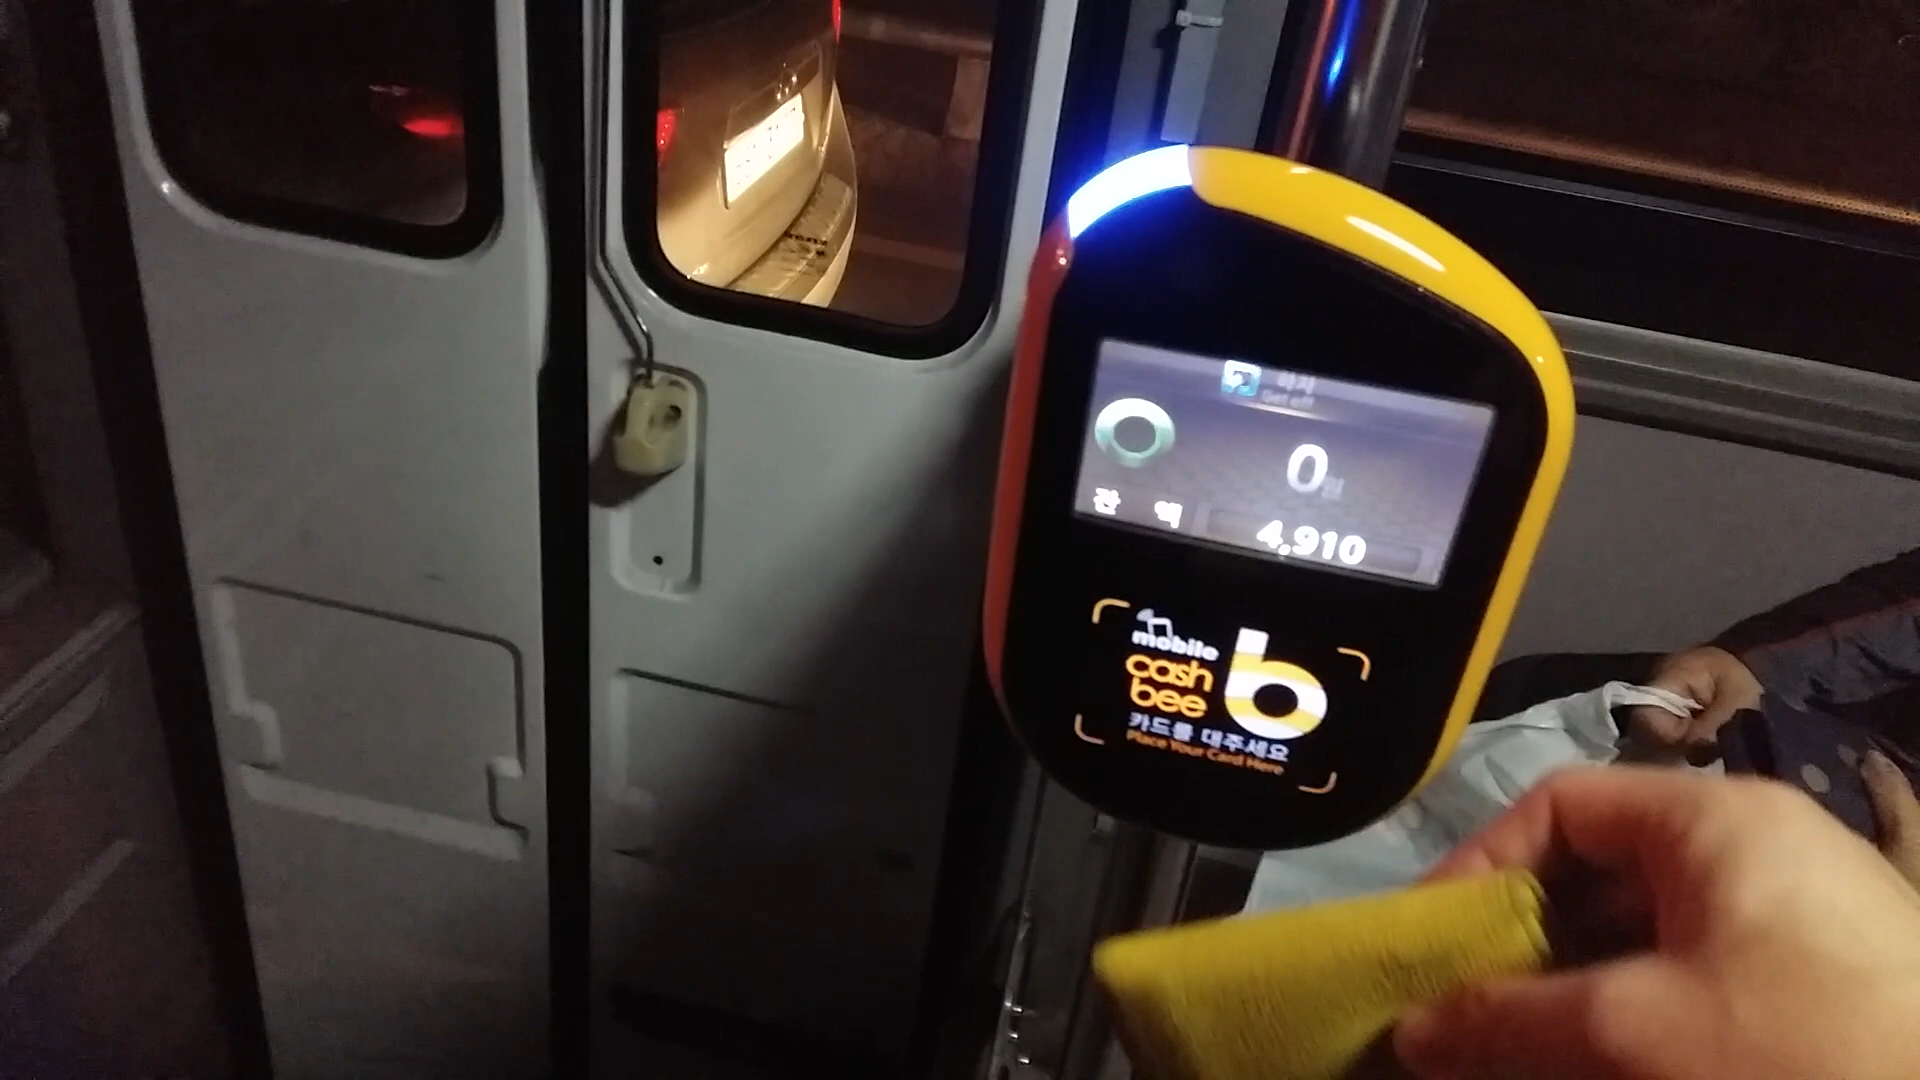 하차
Get off
0원
잔 액 4,910
mobile
cash
bee
카드를 대주세요
Place Your Card Here